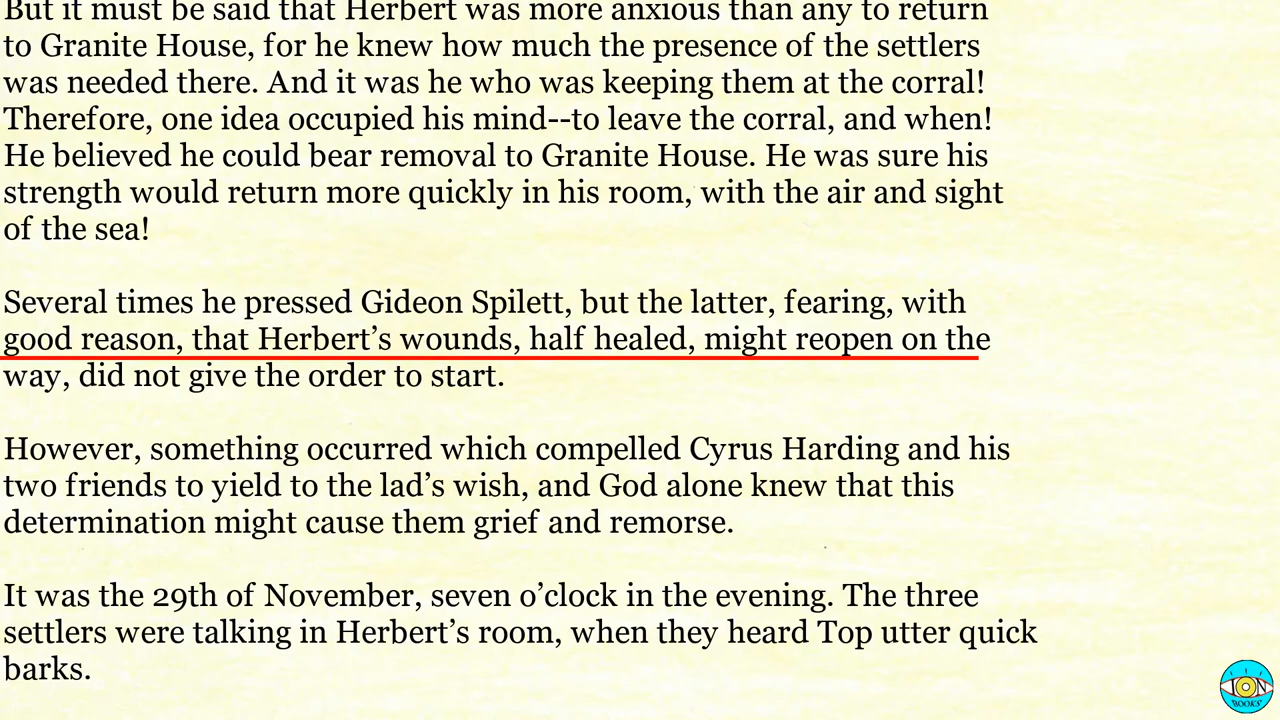 But it must be said that Herbert was more anxious than any to return
to Granite House, for he knew how much the presence of the settlers
was needed there. And it was he who was keeping them at the corral!
Therefore, one idea occupied his mind--to leave the corral, and when!
He believed he could bear removal to Granite House. He was sure his
strength would return more quickly in his room, with the air and sight
of the sea!
Several times he pressed Gideon Spilett, but the latter, fearing, with
good reason, that Herbert’s wounds, half healed, might reopen on the
way, did not give the order to start.
However, something occurred which compelled Cyrus Harding and his
two friends to yield to the lad’s wish, and God alone knew that this
determination might cause them grief and remorse.
It was the 29th of November, seven o’clock in the evening. The three
settlers were talking in Herbert’s room, when they heard Top utter quick
barks.
ION
BOOKS